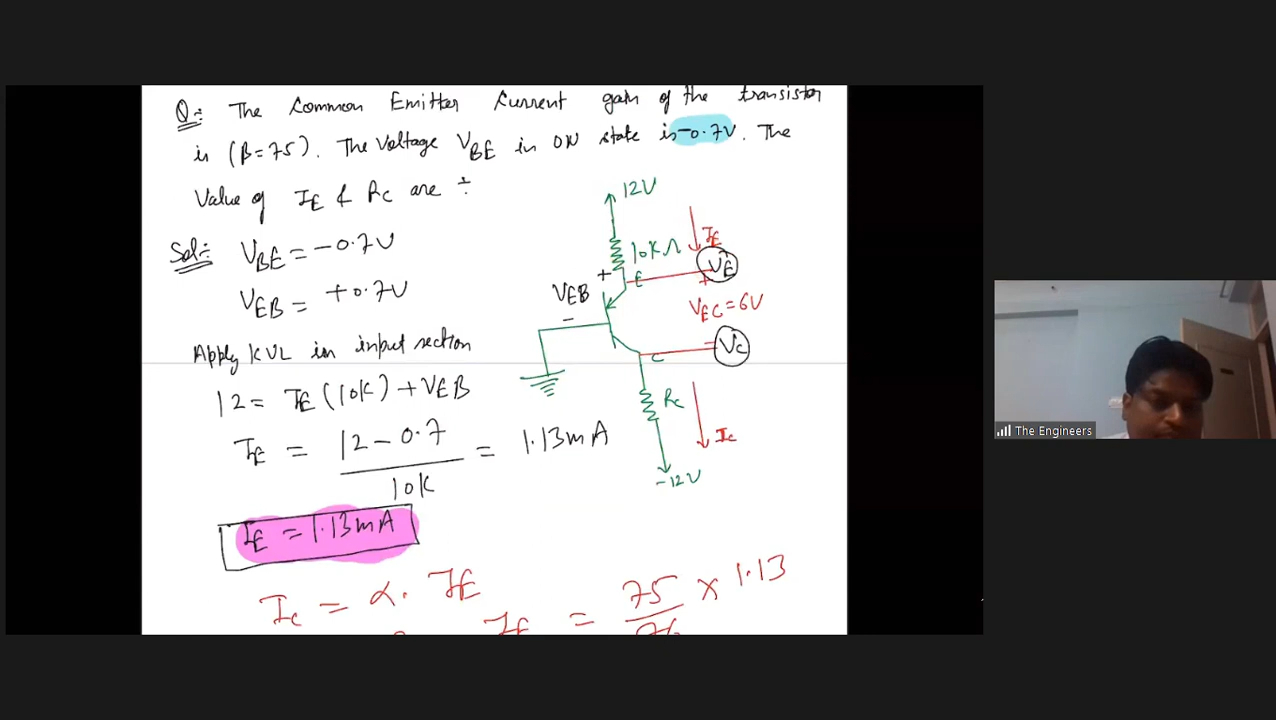 Q:- The Common Emitter Current gain of the transistor
is (β=75). The Voltage VBE in ON state is -0.7V. The
Value of IE & RC are ÷
Sol:- VBE = -0.7V
VEB = +0.7V
Apply KVL in input section
12 = IE(10K) + VEB
IE = 12 - 0.7 / 10K = 1.13mA
IE = 1.13mA
IC = α. IE
IE = 75/76 × 1.13
12V
10KΩ
IE
VE
+
E
+
VEB
-
VEC = 6V
-
VC
C
RC
IC
-12V
The Engineers